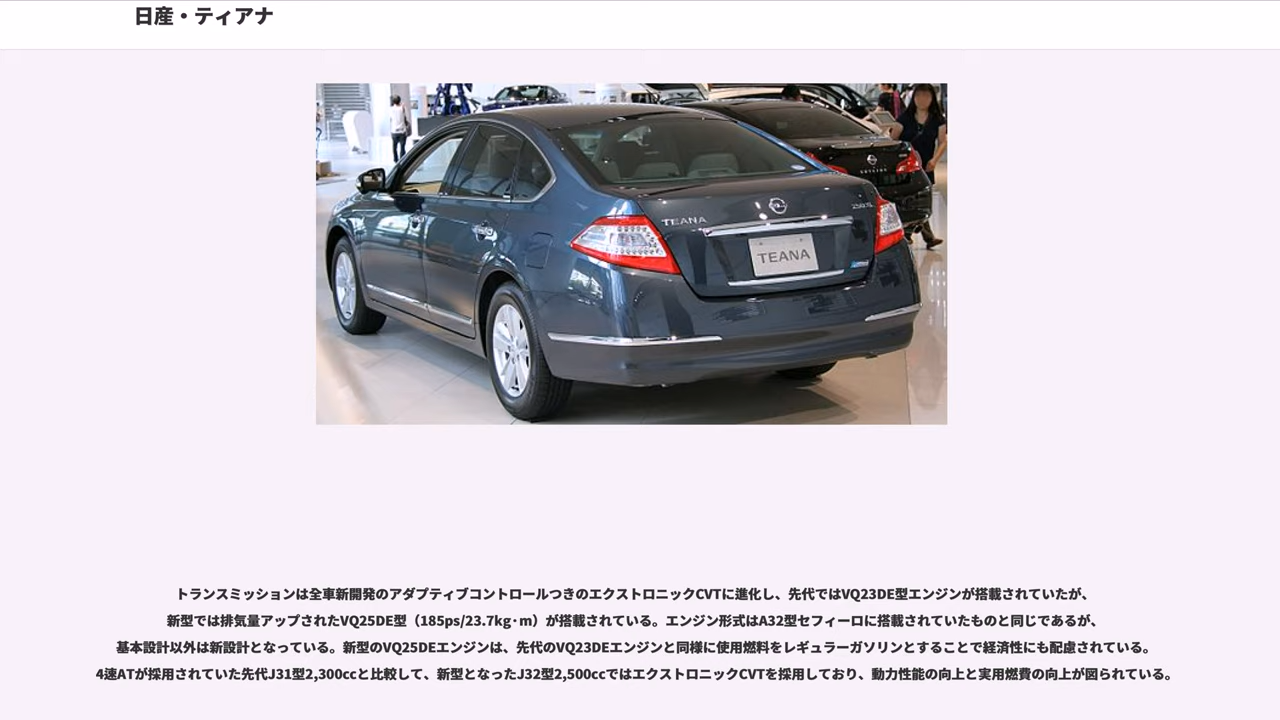 日産・ティアナ
TEANA
TEANA
トランスミッションは全車新開発のアダプティブコントロールつきのエクストロニックCVTに進化し、先代ではVQ23DE型エンジンが搭載されていたが、
新型では排気量アップされたVQ25DE型（185ps/23.7kg·m）が搭載されている。エンジン形式はA32型セフィーロに搭載されていたものと同じであるが、
基本設計以外は新設計となっている。新型のVQ25DEエンジンは、先代のVQ23DEエンジンと同様に使用燃料をレギュラーガソリンとすることで経済性にも配慮されている。
4速ATが採用されていた先代J31型2,300ccと比較して、新型となったJ32型2,500ccではエクストロニックCVTを採用しており、動力性能の向上と実用燃費の向上が図られている。